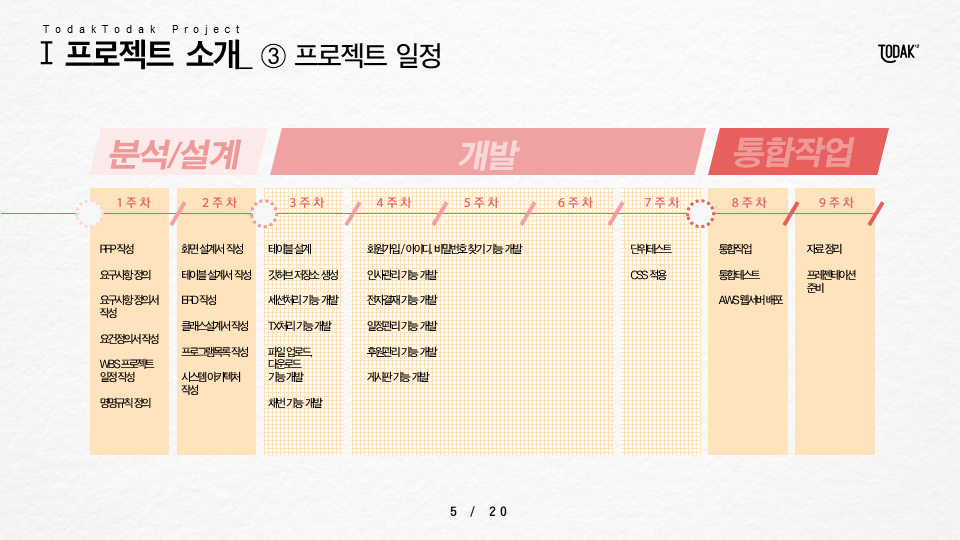 TodakTodak Project
I 프로젝트 소개_ ③ 프로젝트 일정
TODAK
분석/설계
개발
통합작업
1주차
2주차
3주차
4주차
5주차
6주차
7주차
8주차
9주차
RFP 작성
요구사항 정의
요구사항 정의서
작성
요건정의서 작성
WBS 프로젝트
일정 작성
명명규칙 정의
화면 설계서 작성
테이블 설계서 작성
ERD 작성
클래스설계서 작성
프로그램목록 작성
시스템 아키텍처
작성
테이블 설계
깃허브 저장소 생성
세션처리 기능 개발
TX처리 기능 개발
파일 업로드,
다운로드
기능 개발
채번 기능 개발
회원가입 / 아이디, 비밀번호 찾기 기능 개발
인사관리 기능 개발
전자결재 기능 개발
일정관리 기능 개발
후원관리 기능 개발
게시판 기능 개발
단위테스트
CSS 적용
통합작업
통합테스트
AWS 웹서버 배포
자료 정리
프레젠테이션
준비
5 / 20